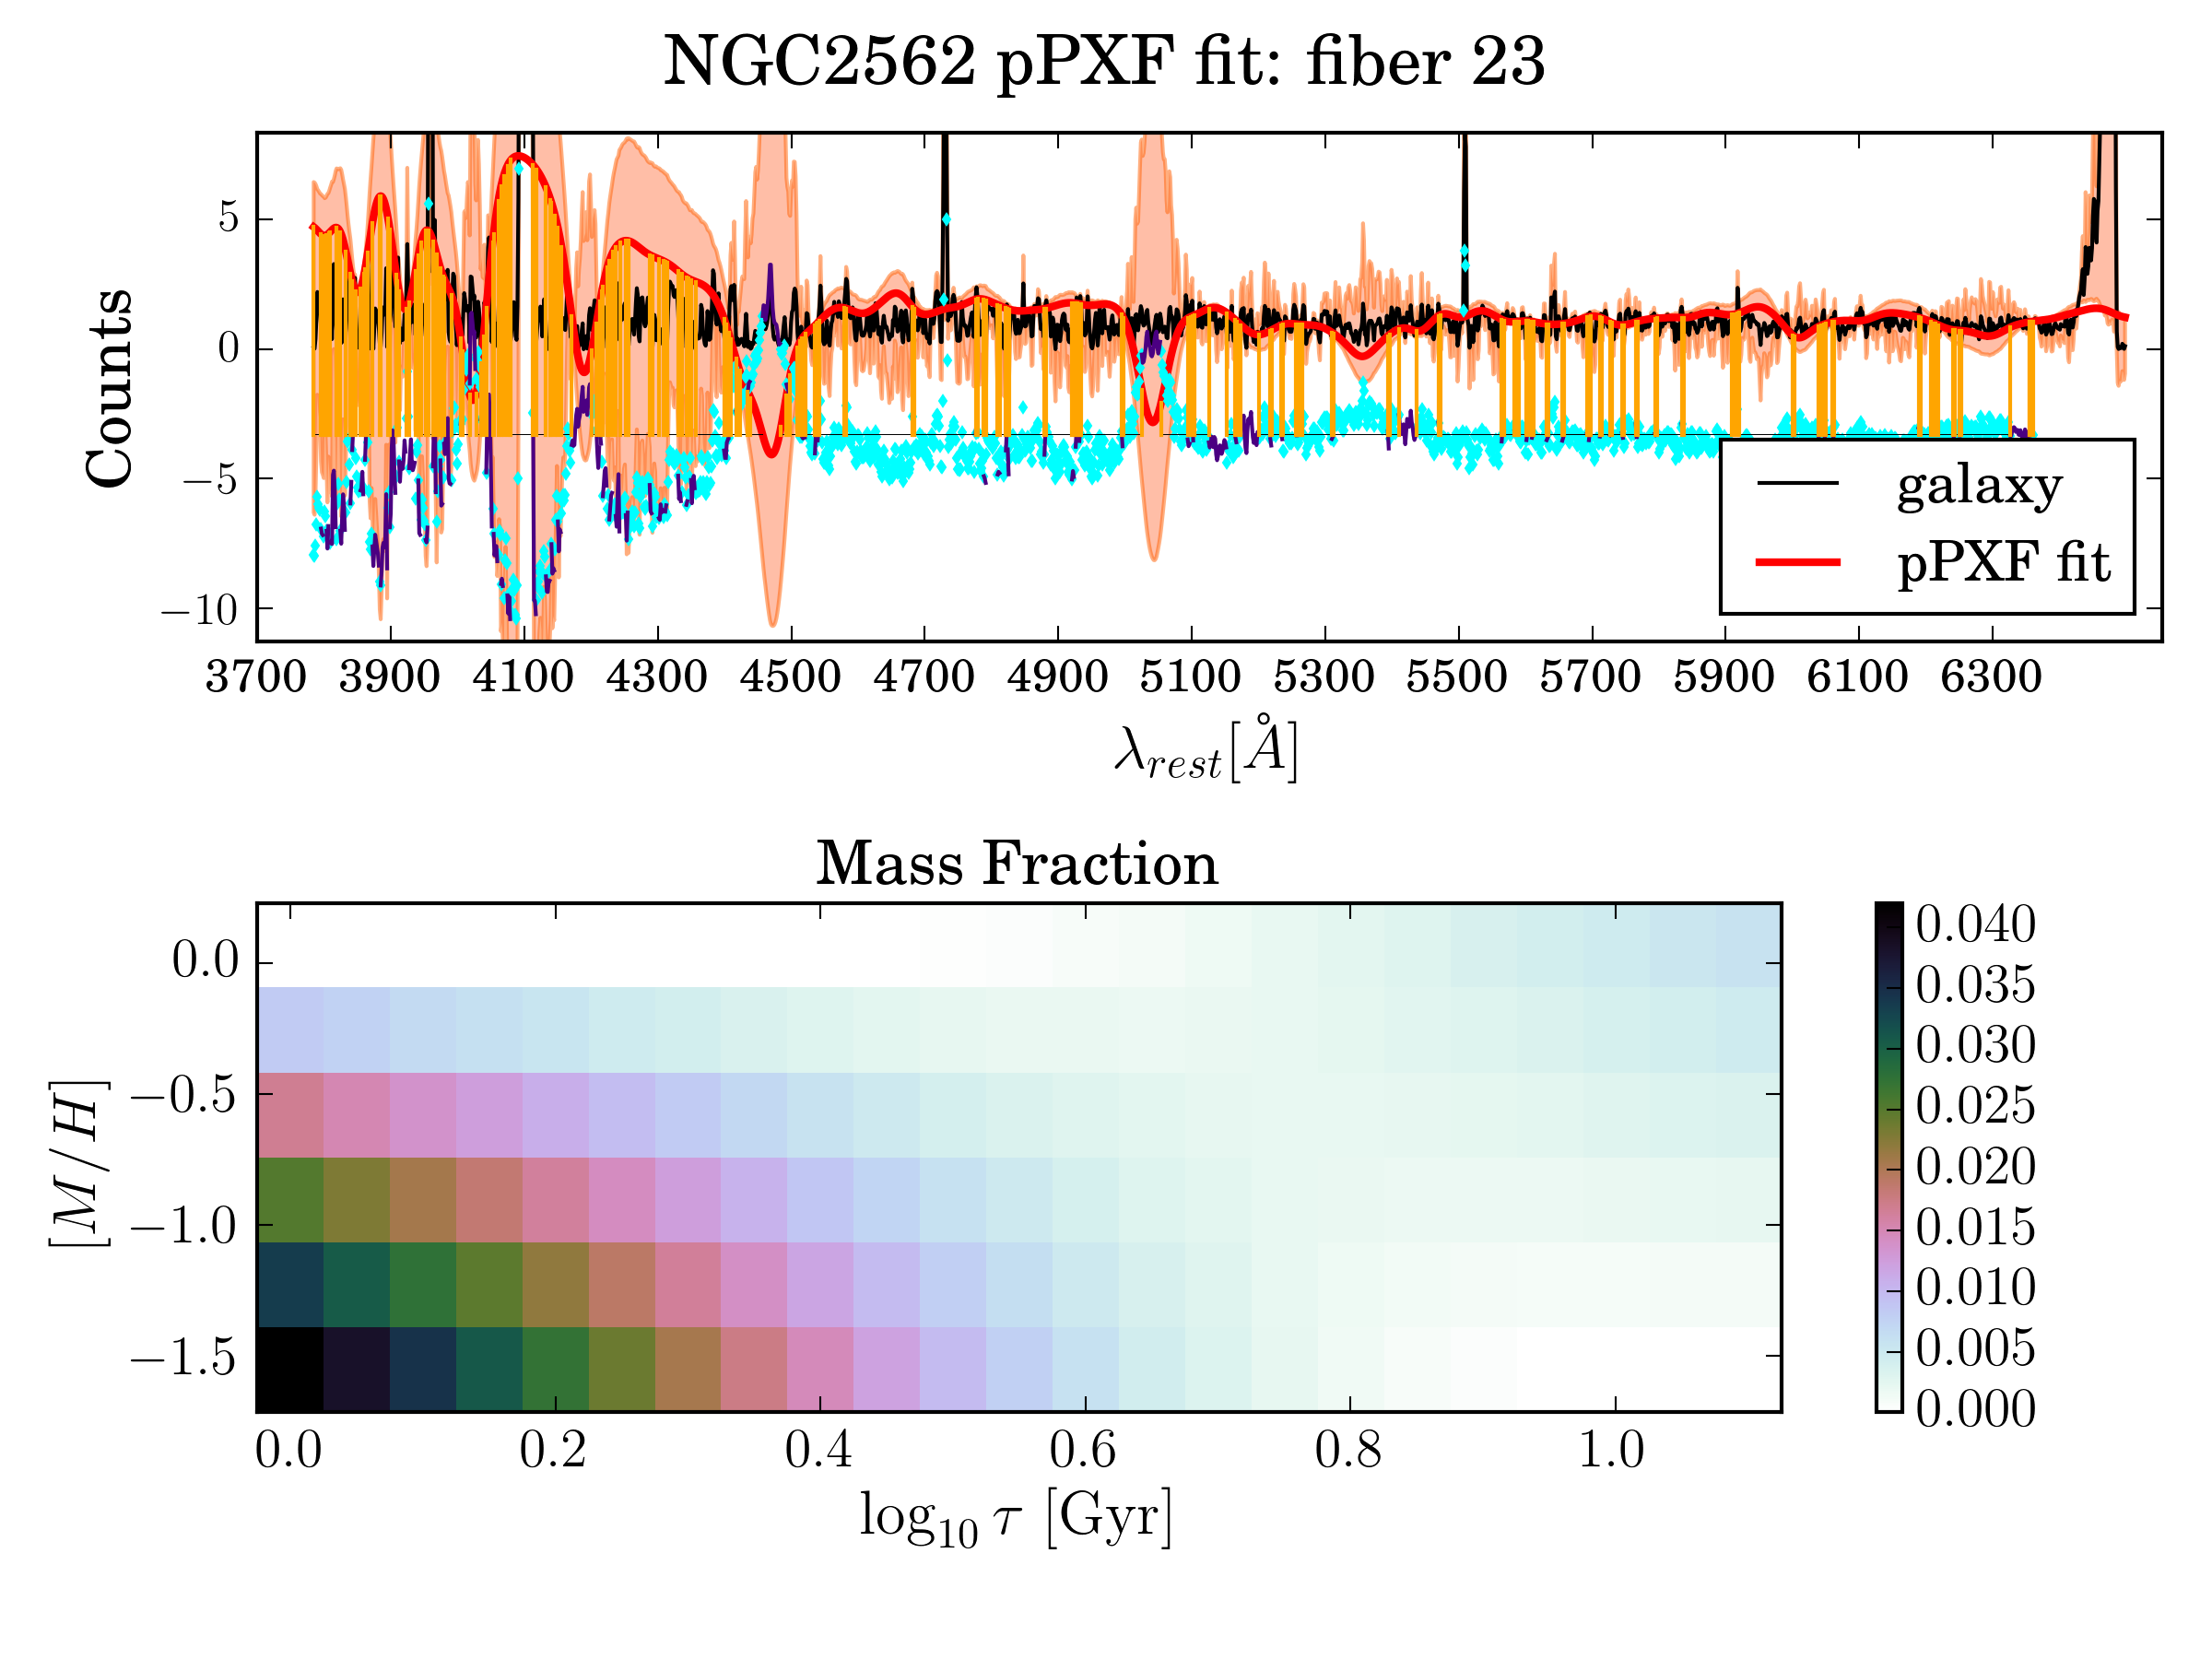 NGC2562 pPXF fit: fiber 23
Counts
5
0
−5
−10
galaxy
pPXF fit
3700 3900 4100 4300 4500 4700 4900 5100 5300 5500 5700 5900 6100 6300
λrest[Å]
Mass Fraction
[M/H]
0.0
−0.5
−1.0
−1.5
0.0 0.2 0.4 0.6 0.8 1.0
log10 τ [Gyr]
0.040
0.035
0.030
0.025
0.020
0.015
0.010
0.005
0.000